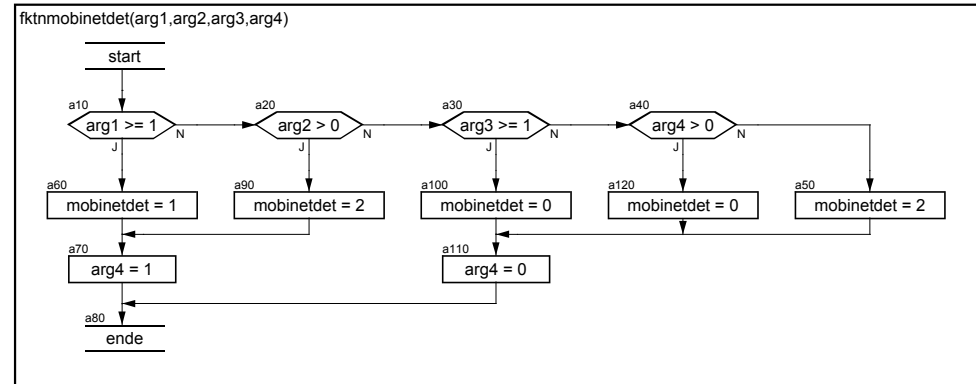 fktnmobinetdet(arg1,arg2,arg3,arg4)
start
a10
arg1 >= 1
N
J
a20
arg2 > 0
N
J
a30
arg3 >= 1
N
J
a40
arg4 > 0
N
J
a60
mobinetdet = 1
a90
mobinetdet = 2
a100
mobinetdet = 0
a120
mobinetdet = 0
a50
mobinetdet = 2
a70
arg4 = 1
a110
arg4 = 0
a80
ende